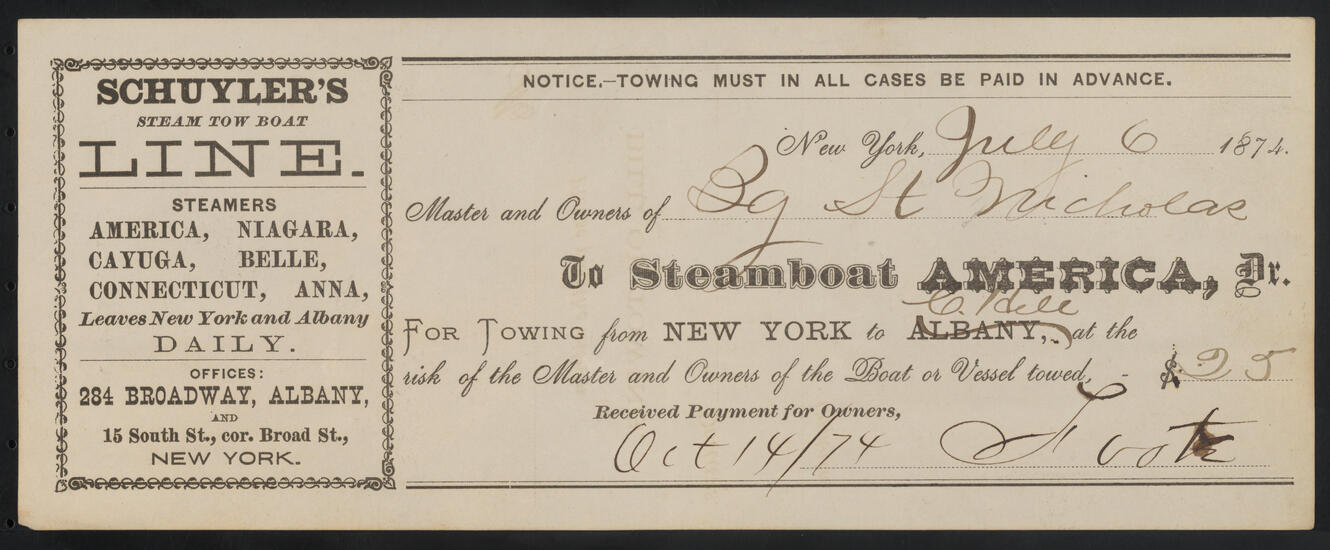 SCHUYLER'S
STEAM TOW BOAT
LINE.
STEAMERS
AMERICA, NIAGARA,
CAYUGA, BELLE,
CONNECTICUT, ANNA,
Leaves New York and Albany
DAILY.
OFFICES:
284 BROADWAY, ALBANY,
AND
15 South St., cor. Broad St.,
NEW YORK.
NOTICE.—TOWING MUST IN ALL CASES BE PAID IN ADVANCE.
New York, July 6 1874.
Master and Owners of Bg St Nicholas
To Steamboat AMERICA, Dr.
C. Hill
FOR TOWING from NEW YORK to ALBANY, at the
risk of the Master and Owners of the Boat or Vessel towed, - $ 25
Received Payment for Owners,
Oct 14/74